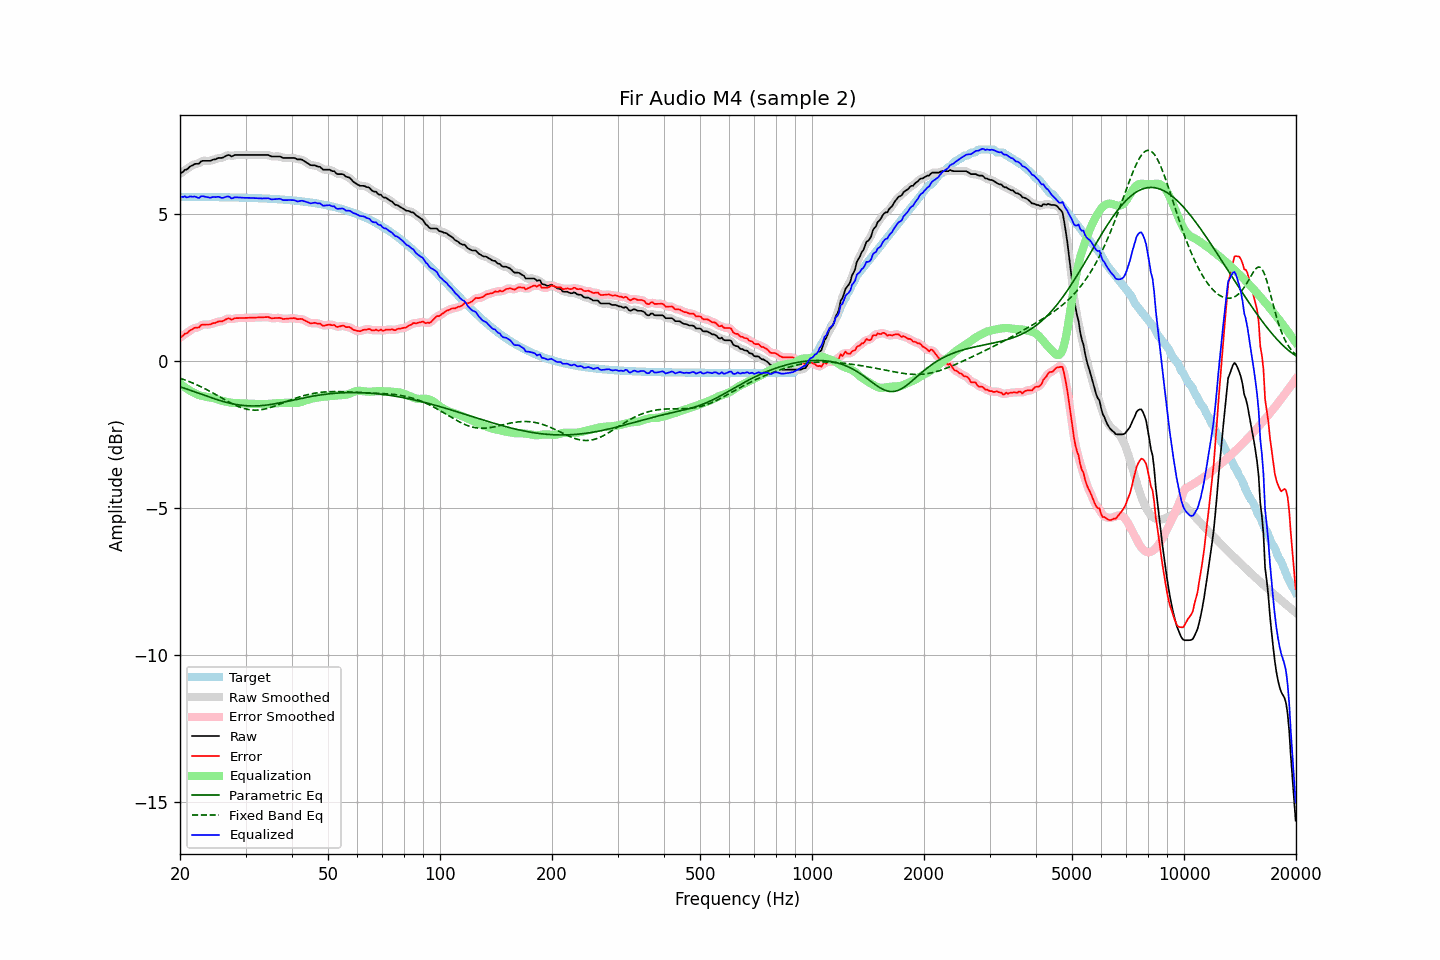 Fir Audio M4 (sample 2)
Amplitude (dBr)
5
0
−5
−10
−15
Target
Raw Smoothed
Error Smoothed
Raw
Error
Equalization
Parametric Eq
Fixed Band Eq
Equalized
20 50 100 200 500 1000 2000 5000 10000 20000
Frequency (Hz)